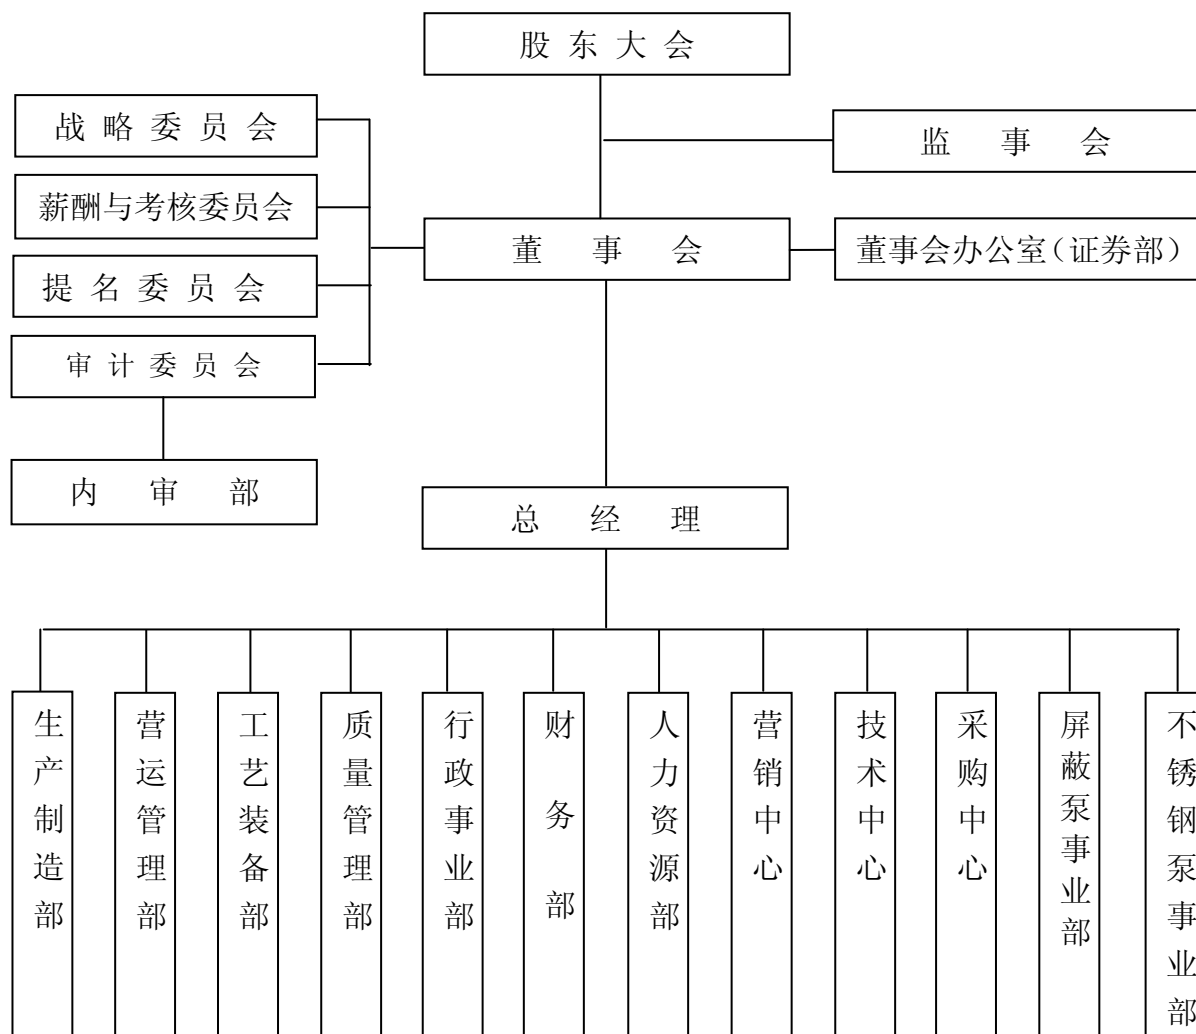 股东大会
战略委员会
监事会
薪酬与考核委员会
董事会
董事会办公室(证券部)
提名委员会
审计委员会
内审部
总经理
生产制造部
营运管理部
工艺装备部
质量管理部
行政事业部
财务部
人力资源部
营销中心
技术中心
采购中心
屏蔽泵事业部
不锈钢泵事业部